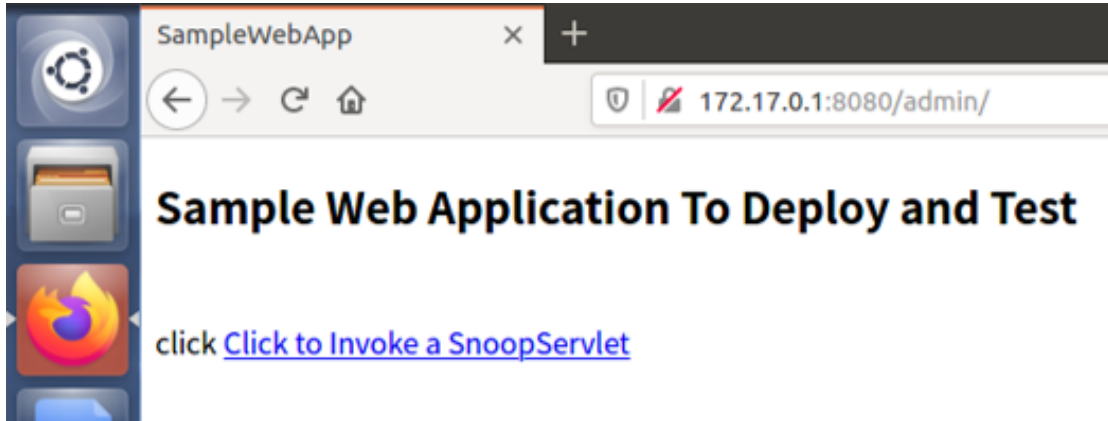 SampleWebApp
172.17.0.1:8080/admin/
Sample Web Application To Deploy and Test
click Click to Invoke a SnoopServlet